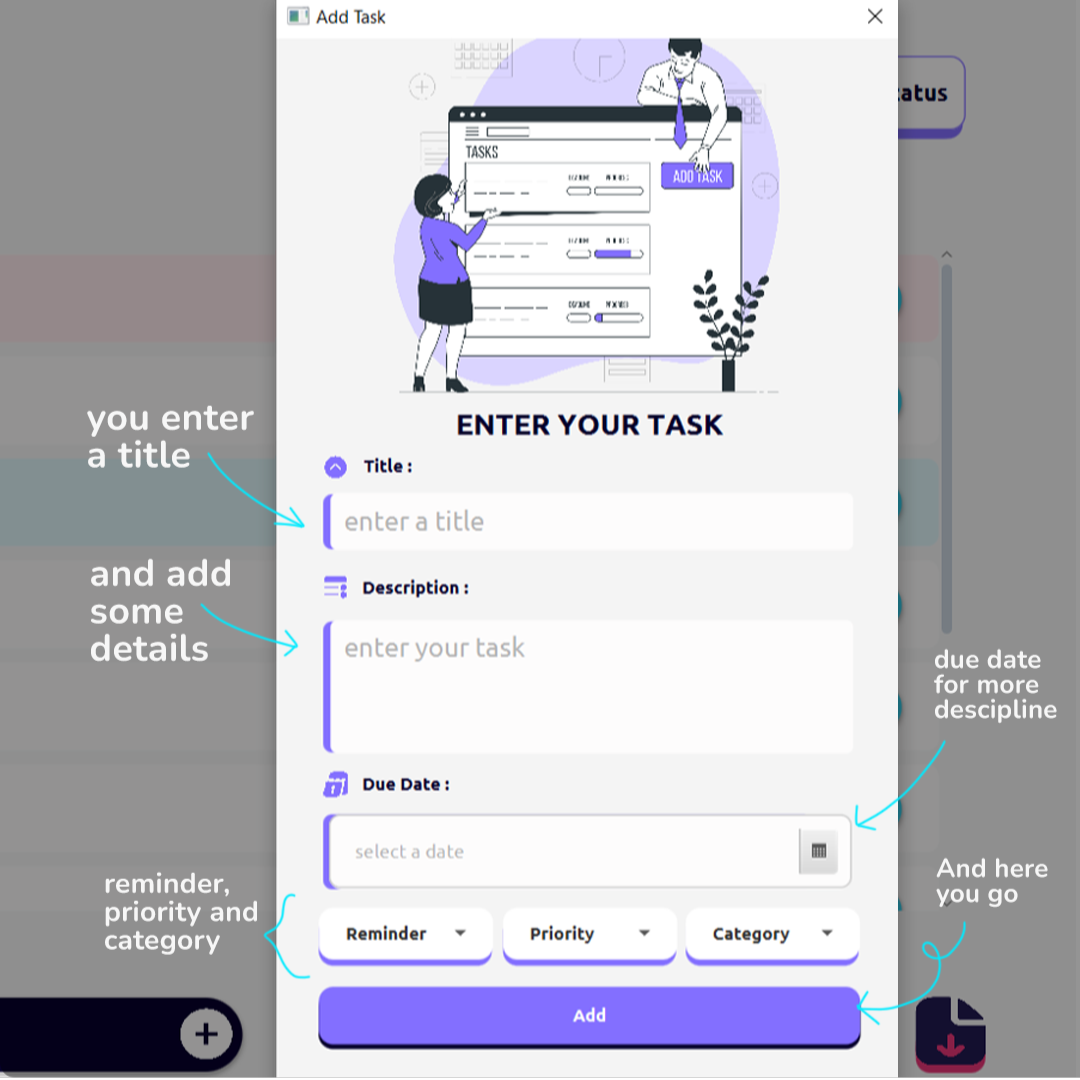 Add Task
atus
TASKS
ADD TASK
you enter
a title
ENTER YOUR TASK
Title :
enter a title
and add
some
details
Description :
enter your task
due date
for more
descipline
Due Date :
select a date
reminder,
priority and
category
And here
you go
Reminder
Priority
Category
Add